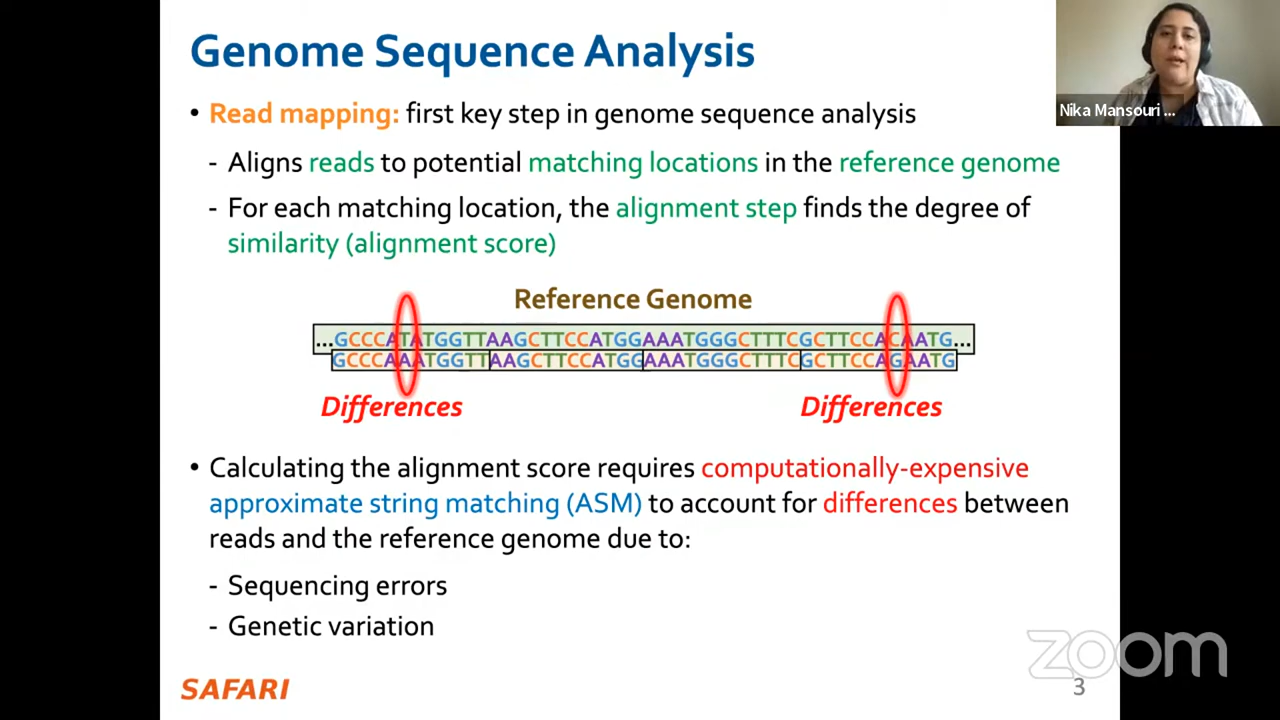 Genome Sequence Analysis
Nika Mansouri ...
• Read mapping: first key step in genome sequence analysis
- Aligns reads to potential matching locations in the reference genome
- For each matching location, the alignment step finds the degree of
similarity (alignment score)
Reference Genome
...GCCCATATGGTTAAGCTTCCATGGAAATGGGCTTTCGCTTCCACAATG...
GCCCAAATGGTTAAGCTTCCATGGAAATGGGCTTTCGCTTCCAGAATG
Differences Differences
• Calculating the alignment score requires computationally-expensive
approximate string matching (ASM) to account for differences between
reads and the reference genome due to:
- Sequencing errors
- Genetic variation
zoom
SAFARI
3